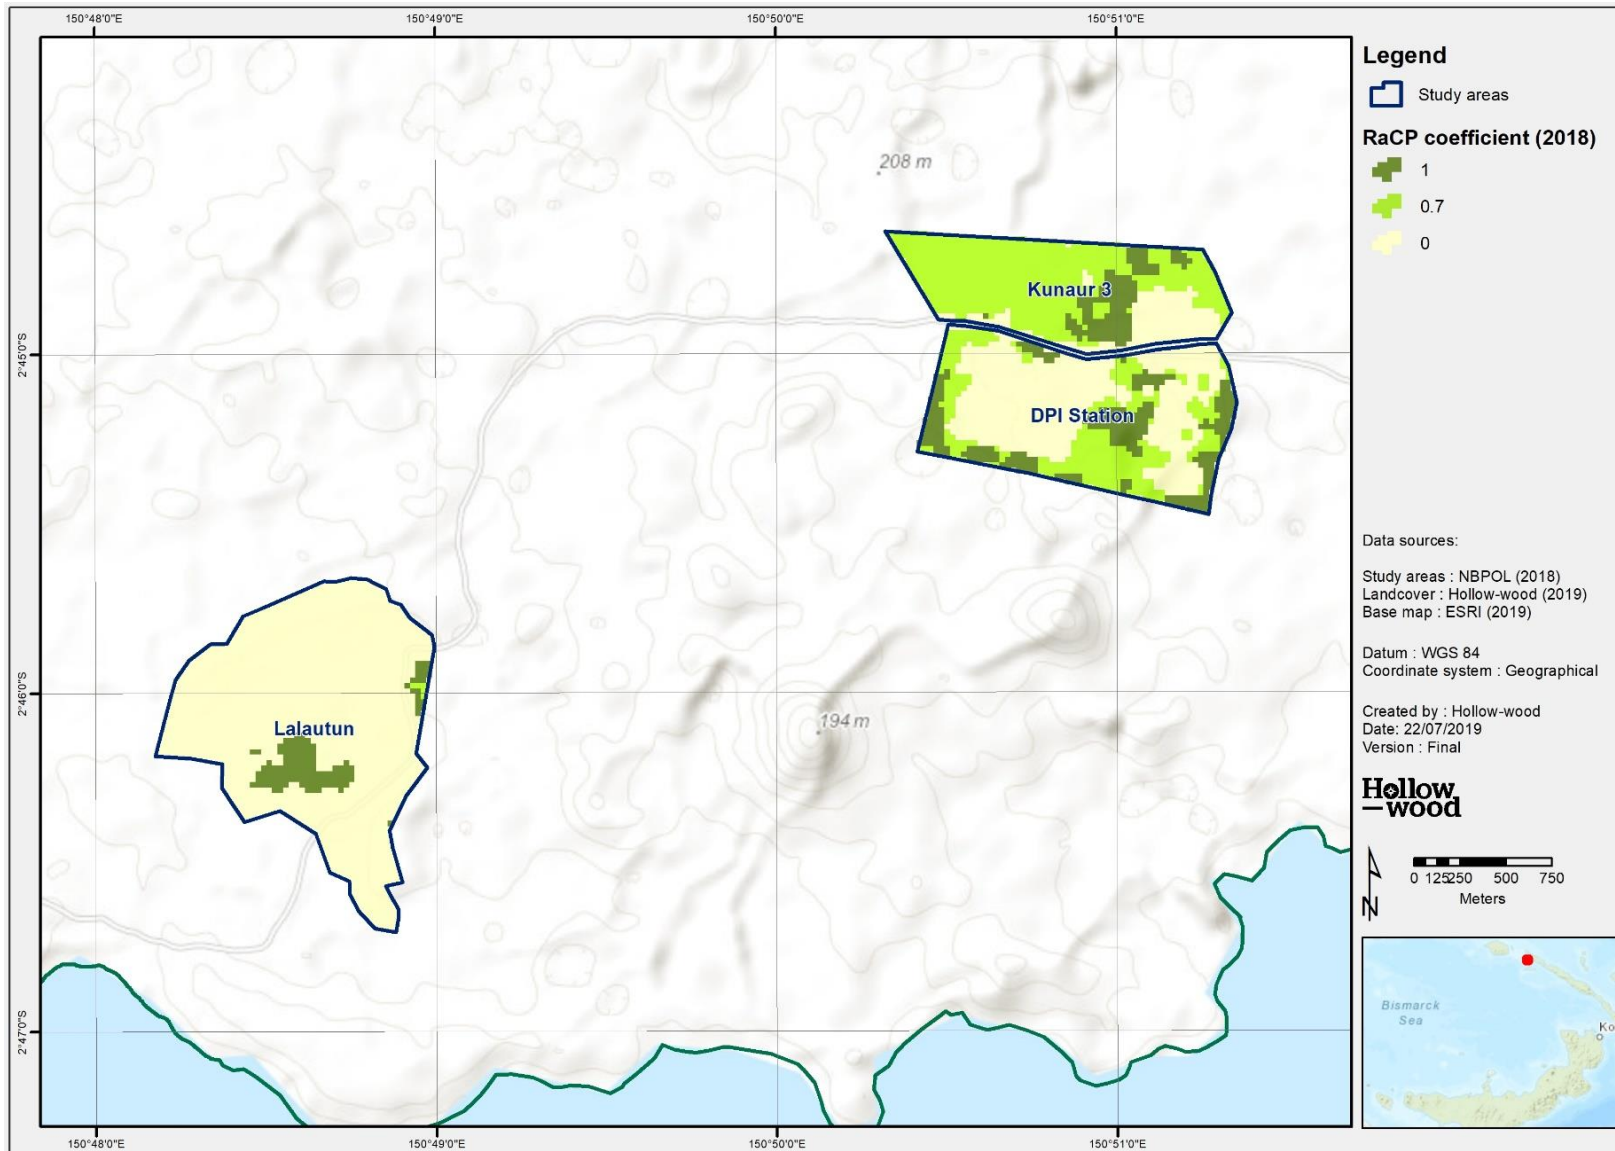 150°48'0"E
150°49'0"E
150°50'0"E
150°51'0"E
Legend
Study areas
RaCP coefficient (2018)
1
0.7
0
208 m
Kunaur 3
2°45'0"S
DPI Station
Data sources:
Study areas : NBPOL (2018)
Landcover : Hollow-wood (2019)
Base map : ESRI (2019)
Datum : WGS 84
Coordinate system : Geographical
2°46'0"S
Lalautun
194 m
Created by : Hollow-wood
Date: 22/07/2019
Version : Final
Hollow
wood
N
0 125250 500 750
Meters
Bismarck
Sea
Ko
2°47'0"S
150°48'0"E
150°49'0"E
150°50'0"E
150°51'0"E